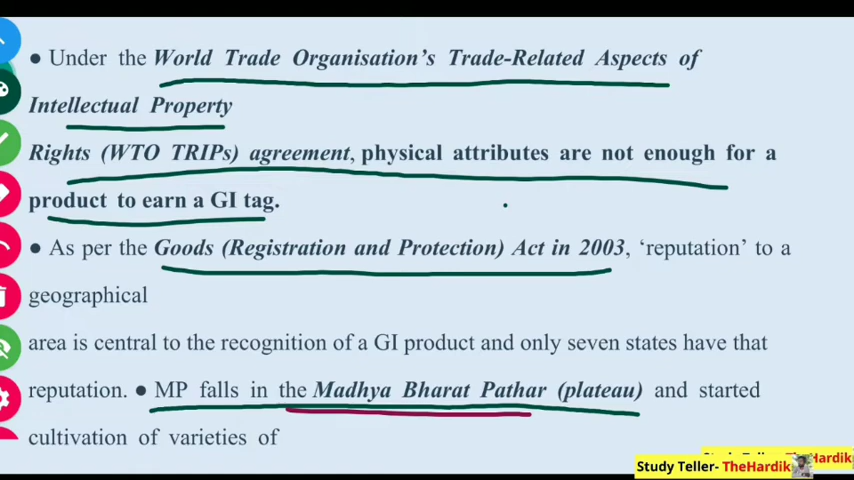 ● Under the World Trade Organisation's Trade-Related Aspects of
Intellectual Property
Rights (WTO TRIPs) agreement, physical attributes are not enough for a
product to earn a GI tag.
● As per the Goods (Registration and Protection) Act in 2003, 'reputation' to a
geographical
area is central to the recognition of a GI product and only seven states have that
reputation. ● MP falls in the Madhya Bharat Pathar (plateau) and started
cultivation of varieties of
Study Teller- TheHardik